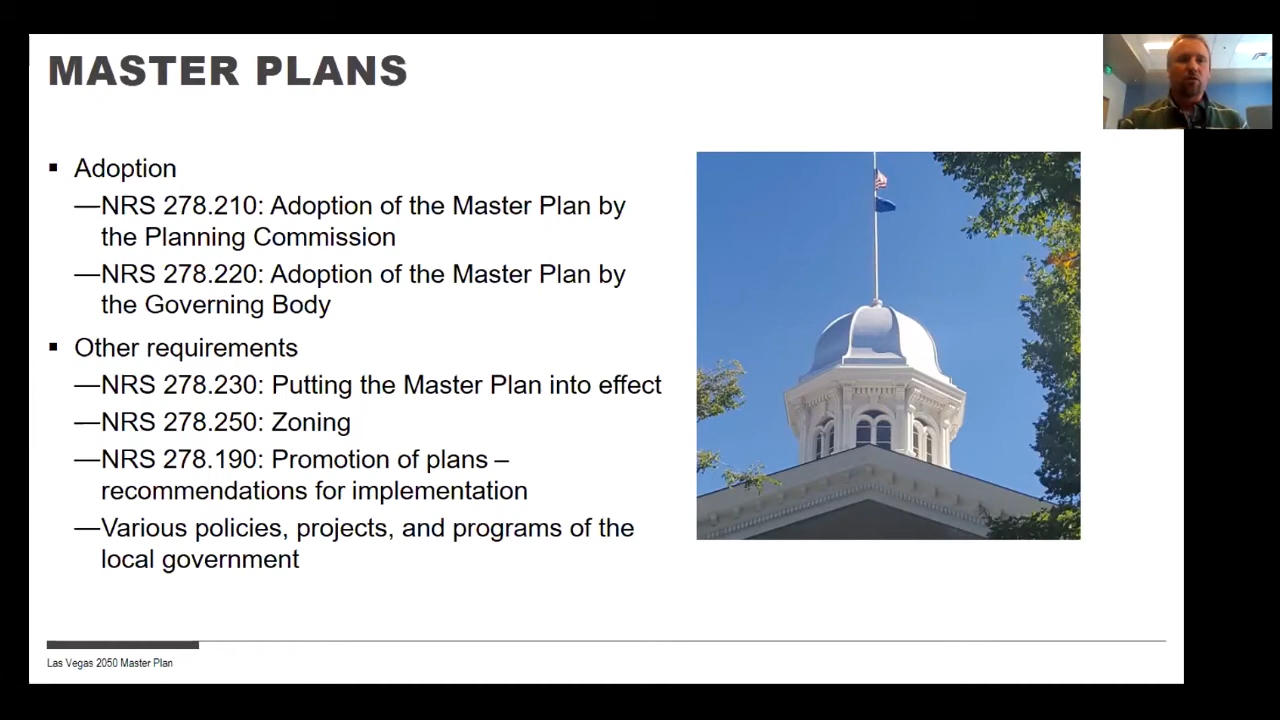 MASTER PLANS
▪ Adoption
—NRS 278.210: Adoption of the Master Plan by
the Planning Commission
—NRS 278.220: Adoption of the Master Plan by
the Governing Body
▪ Other requirements
—NRS 278.230: Putting the Master Plan into effect
—NRS 278.250: Zoning
—NRS 278.190: Promotion of plans –
recommendations for implementation
—Various policies, projects, and programs of the
local government
Las Vegas 2050 Master Plan